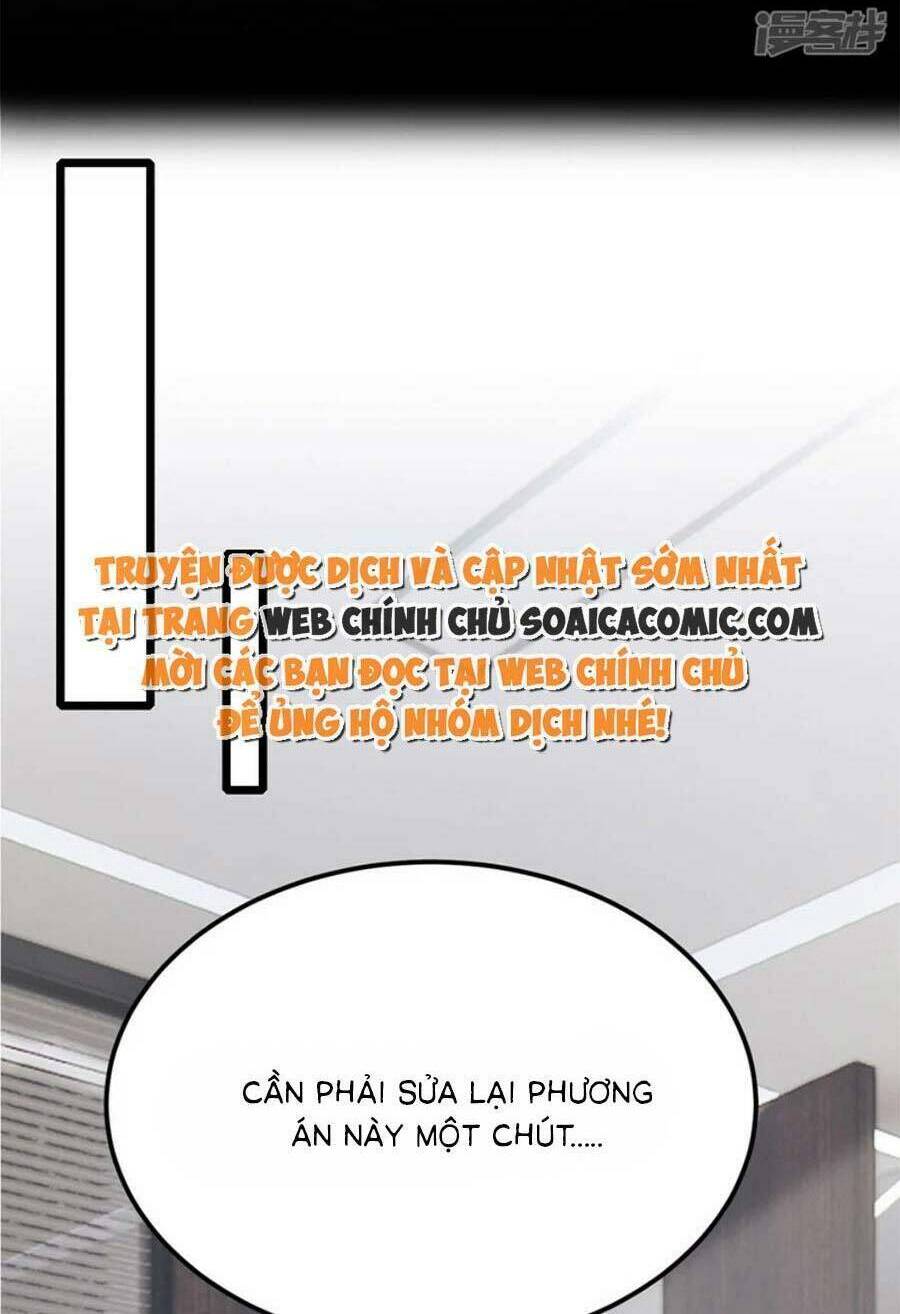 漫客栈
TRUYỆN ĐƯỢC DỊCH VÀ CẬP NHẬT SỚM NHẤT
TẠI TRANG WEB CHÍNH CHỦ SOAICACOMIC.COM
MỜI CÁC BẠN ĐỌC TẠI WEB CHÍNH CHỦ
ĐỂ ỦNG HỘ NHÓM DỊCH NHÉ!
CẦN PHẢI SỬA LẠI PHƯƠNG
ÁN NÀY MỘT CHÚT.....